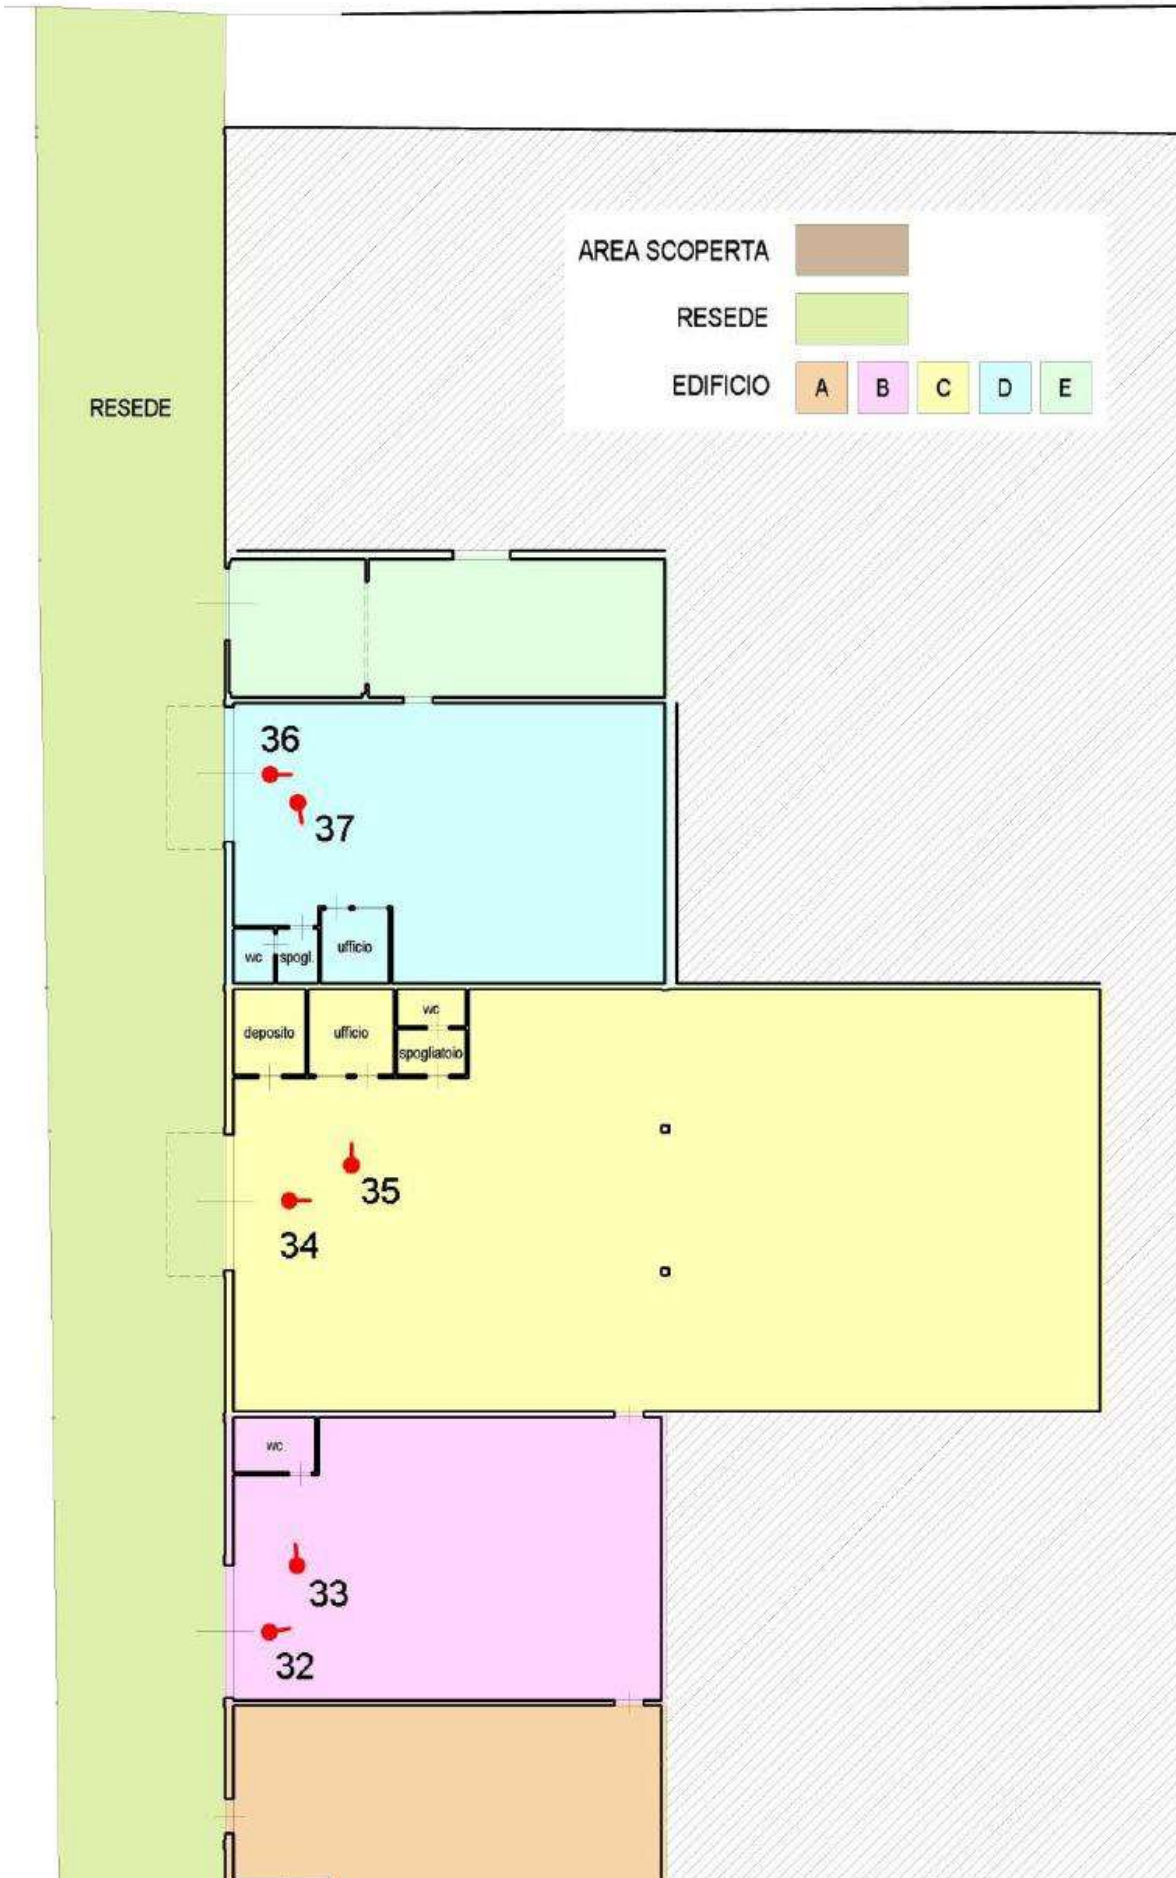 AREA SCOPERTA
RESEDE
EDIFICIO A B C D E
RESEDE
36
37
wc spogl. ufficio
deposito ufficio wc
spogliatoio
35
34
wc
33
32